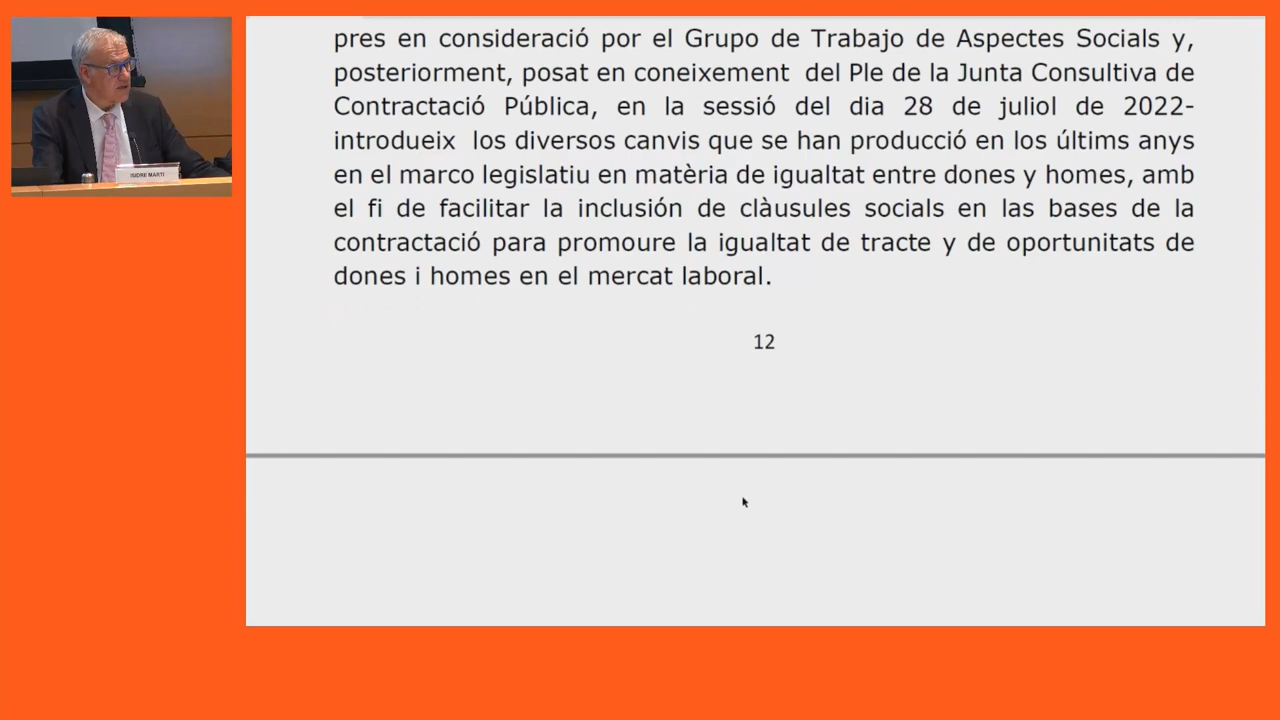 ISIDRE MARTÍ
pres en consideració por el Grupo de Trabajo de Aspectes Socials y,
posteriorment, posat en coneixement  del Ple de la Junta Consultiva de
Contractació Pública, en la sessió del dia 28 de juliol de 2022-
introdueix  los diversos canvis que se han producció en los últims anys
en el marco legislatiu en matèria de igualtat entre dones y homes, amb
el fi de facilitar la inclusión de clàusules socials en las bases de la
contractació para promoure la igualtat de tracte y de oportunitats de
dones i homes en el mercat laboral.
12